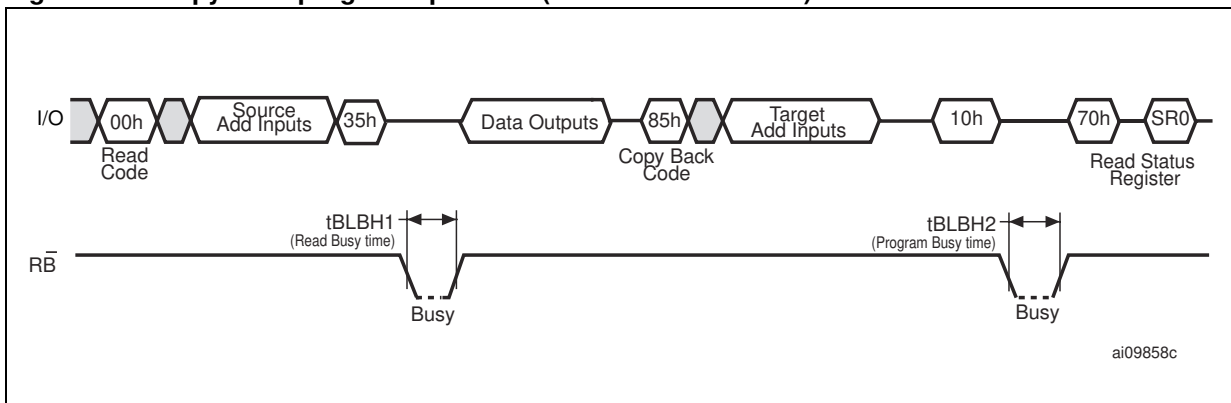 I/O
00h
Source
Add Inputs
35h
Data Outputs
85h
Target
Add Inputs
10h
70h
SR0
Read
Code
Copy Back
Code
Read Status
Register
tBLBH1
(Read Busy time)
tBLBH2
(Program Busy time)
RB̅
Busy
Busy
ai09858c